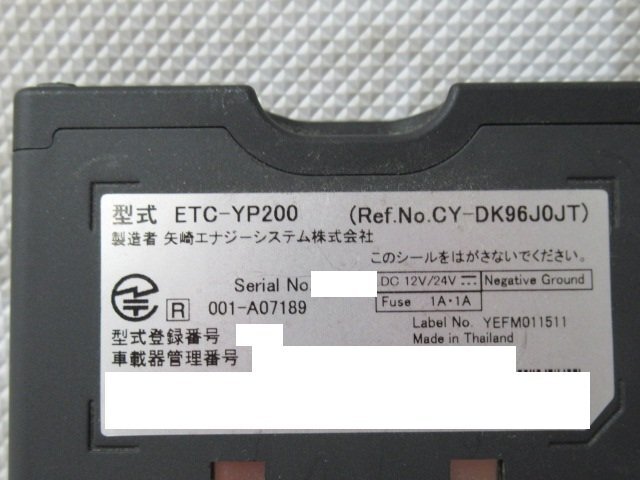 型式 ETC-YP200 (Ref.No.CY-DK96J0JT)
製造者 矢崎エナジーシステム株式会社
このシールをはがさないでください。
Serial No
DC 12V/24V ⎓ Negative Ground
R 001-A07189
Fuse 1A・1A
Label No. YEFM011511
型式登録番号
Made in Thailand
車載器管理番号